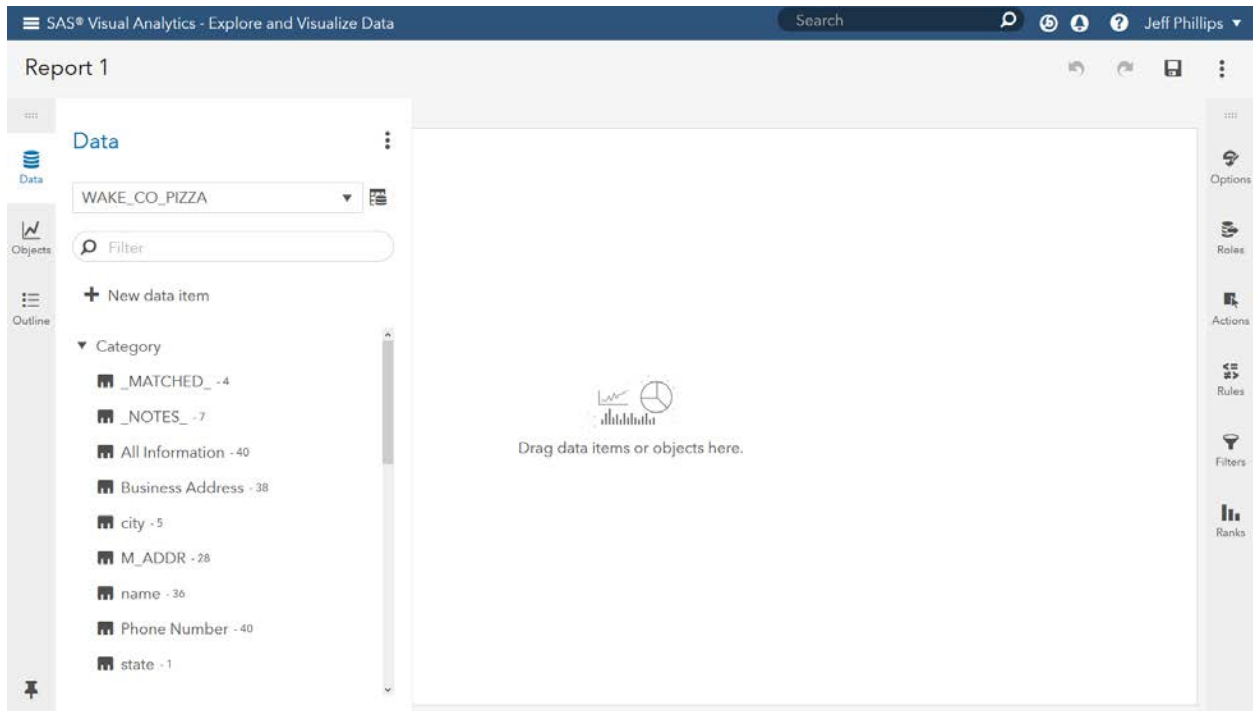 SAS® Visual Analytics - Explore and Visualize Data
Search
Jeff Phillips
Report 1
Data
Objects
Outline
Data
WAKE_CO_PIZZA
Filter
New data item
Category
_MATCHED_ - 4
_NOTES_ - 7
All Information - 40
Business Address - 38
city - 5
M_ADDR - 28
name - 36
Phone Number - 40
state - 1
Drag data items or objects here.
Options
Roles
Actions
Rules
Filters
Ranks